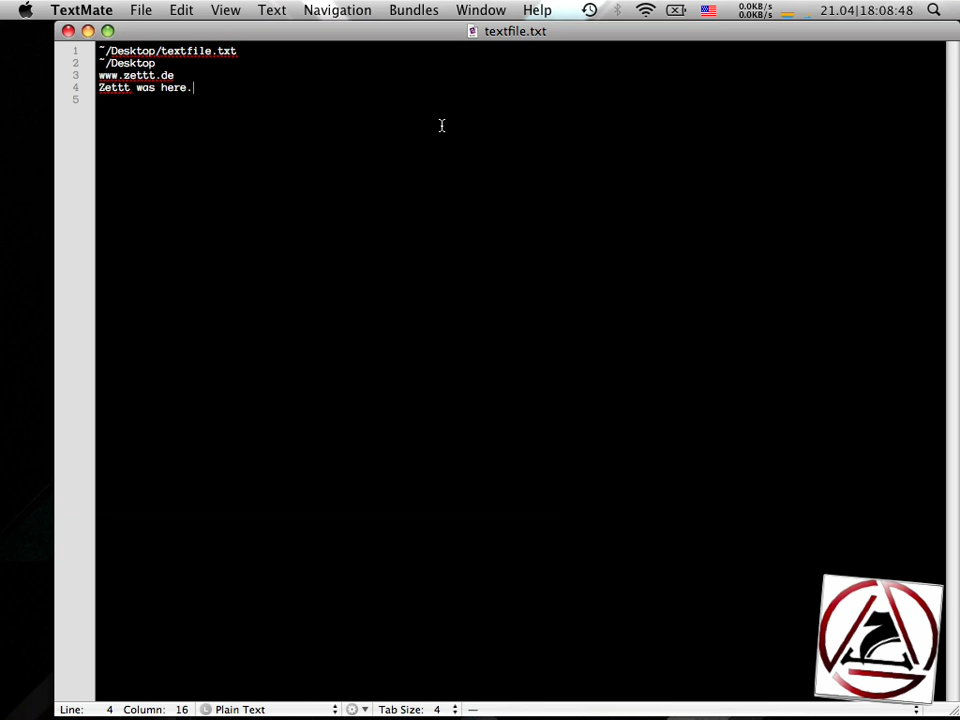 TextMate File Edit View Text Navigation Bundles Window Help 0.0KB/s 0.0KB/s 21.04|18:08:48
textfile.txt
1 ~/Desktop/textfile.txt
2 ~/Desktop
3 www.zettt.de
4 Zettt was here.
5
Line: 4 Column: 16 L Plain Text Tab Size: 4 —